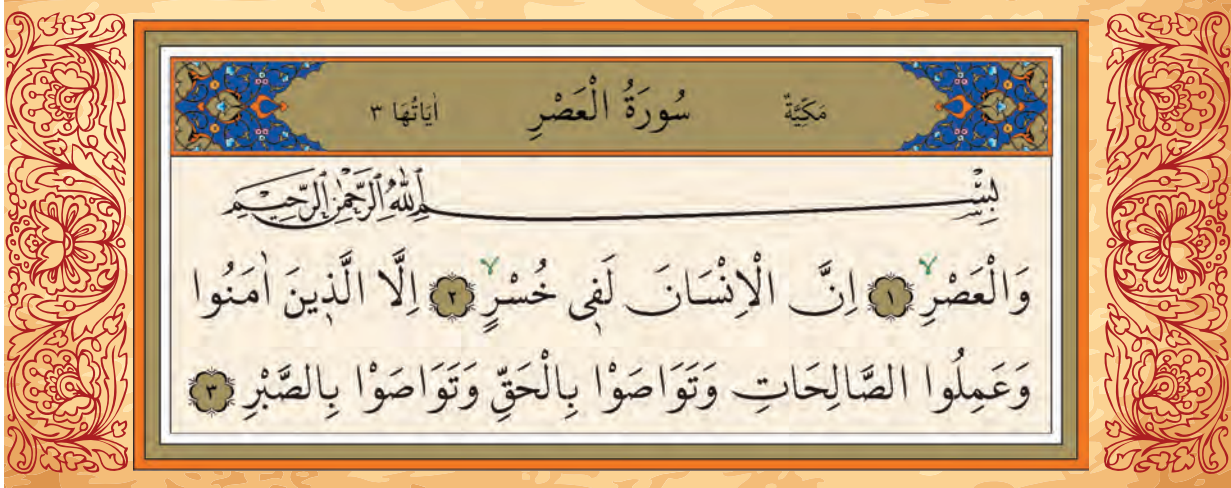 مَكِّيَّةٌ سُورَةُ الْعَصْرِ اٰيَاتُهَا ٣
بِسْمِ اللّٰهِ الرَّحْمٰنِ الرَّحِيمِ
وَالْعَصْرِۙ ١ اِنَّ الْاِنْسَانَ لَفٖى خُسْرٍۙ ٢ اِلَّا الَّذٖينَ اٰمَنُوا
وَعَمِلُوا الصَّالِحَاتِ وَتَوَاصَوْا بِالْحَقِّ وَتَوَاصَوْا بِالصَّبْرِ ٣